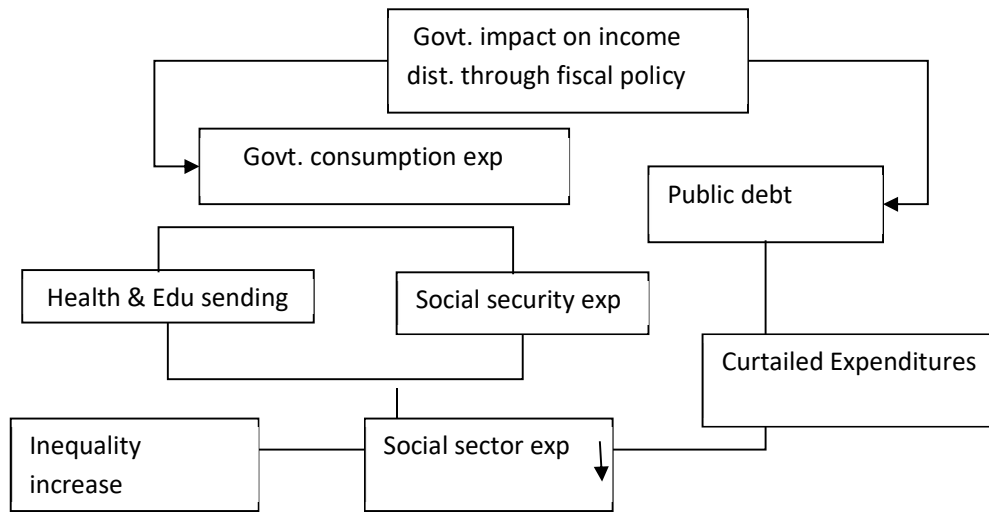 Govt. impact on income
dist. through fiscal policy
Govt. consumption exp
Public debt
Health & Edu sending
Social security exp
Curtailed Expenditures
Inequality
increase
Social sector exp